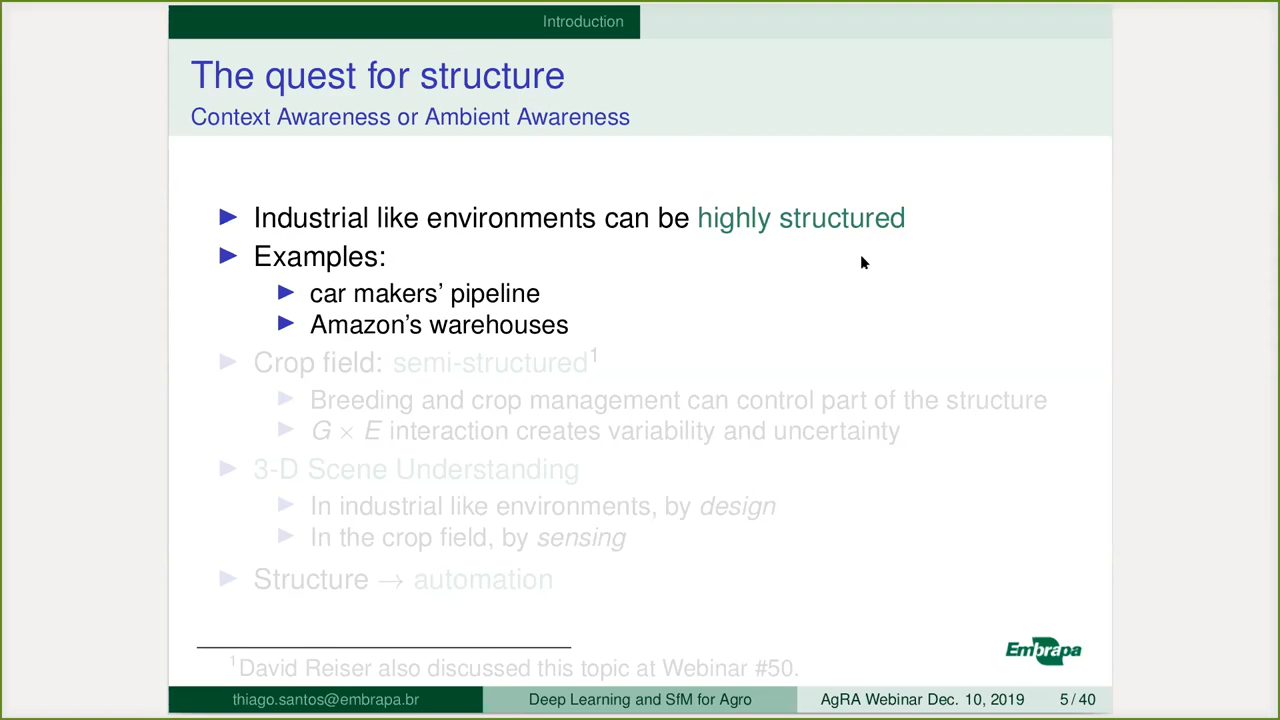 Introduction
The quest for structure
Context Awareness or Ambient Awareness
▶ Industrial like environments can be highly structured
▶ Examples:
▶ car makers’ pipeline
▶ Amazon’s warehouses
▶ Crop field: semi-structured¹
▶ Breeding and crop management can control part of the structure
▶ G × E interaction creates variability and uncertainty
▶ 3-D Scene Understanding
▶ In industrial like environments, by design
▶ In the crop field, by sensing
▶ Structure → automation
Embrapa
¹David Reiser also discussed this topic at Webinar #50.
thiago.santos@embrapa.br Deep Learning and SfM for Agro AgRA Webinar Dec. 10, 2019 5 / 40